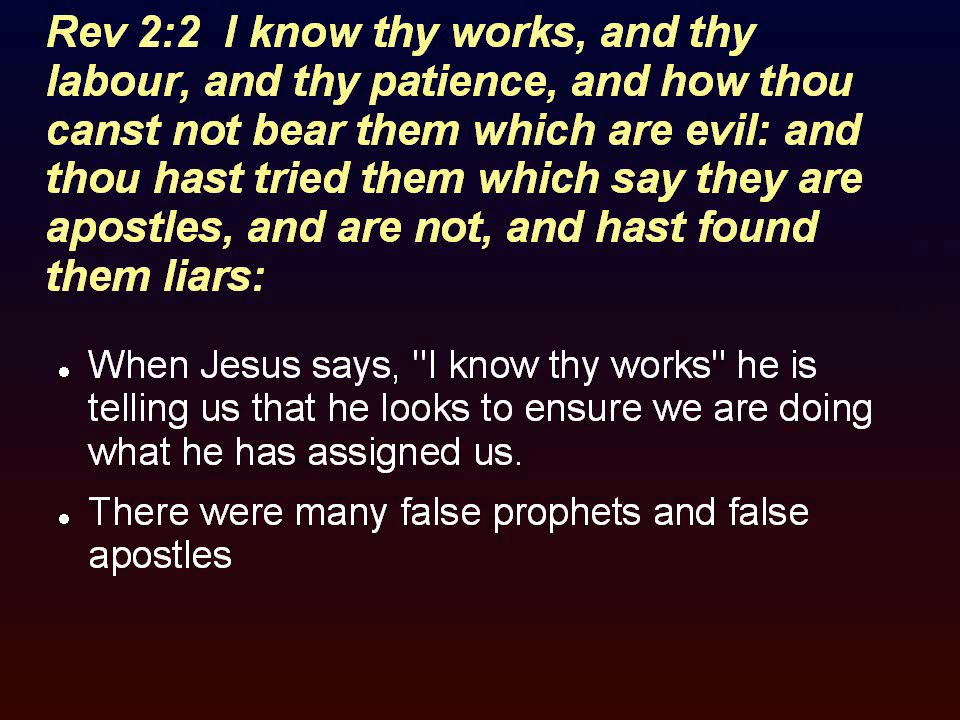 Rev 2:2  I know thy works, and thy
labour, and thy patience, and how thou
canst not bear them which are evil: and
thou hast tried them which say they are
apostles, and are not, and hast found
them liars:
• When Jesus says, "I know thy works" he is
telling us that he looks to ensure we are doing
what he has assigned us.
• There were many false prophets and false
apostles